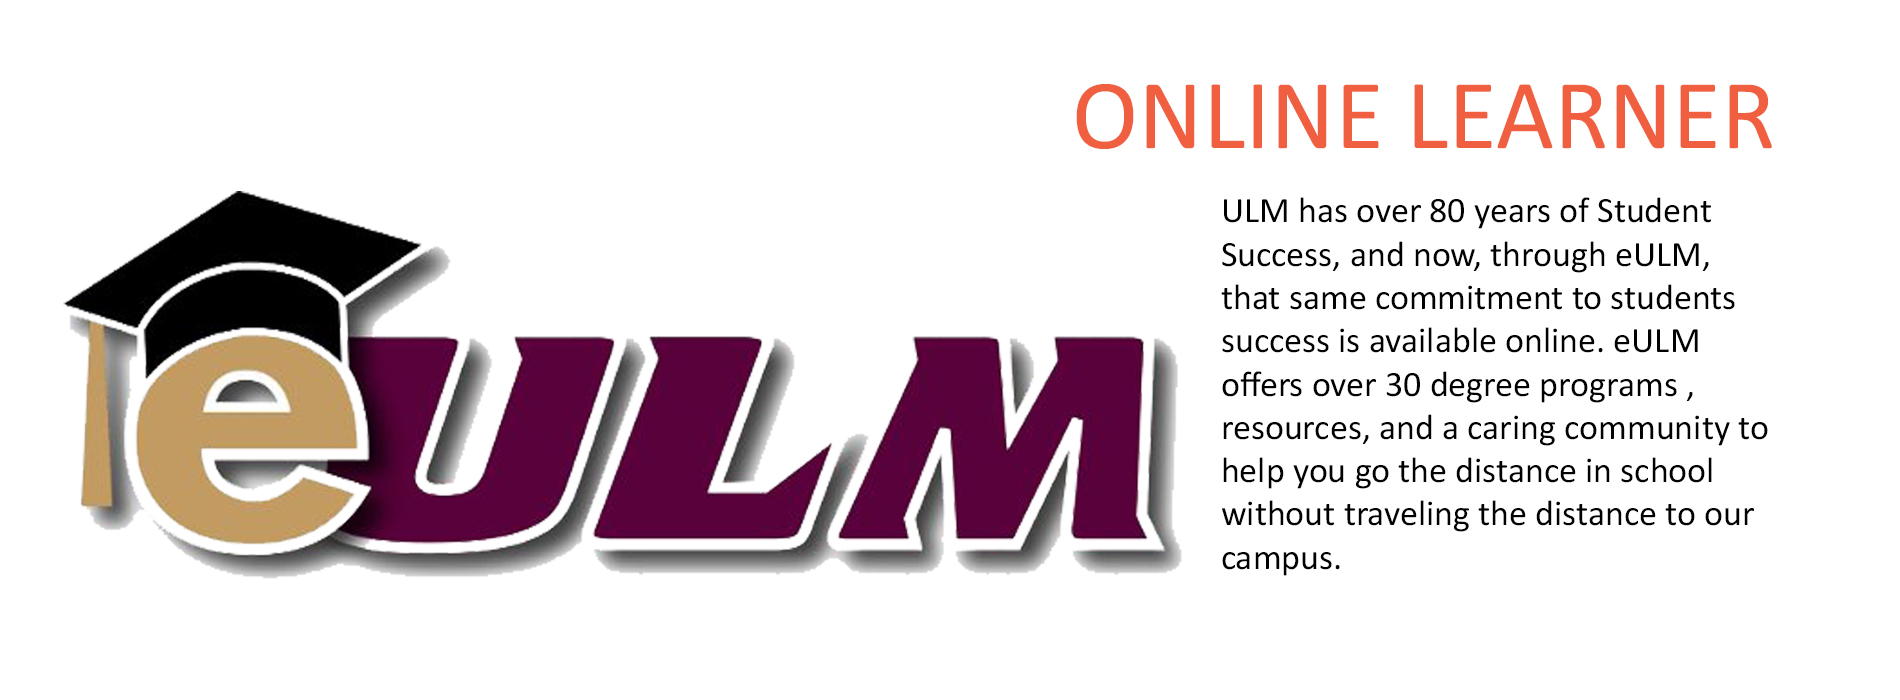 ONLINE LEARNER
eULM
ULM has over 80 years of Student
Success, and now, through eULM,
that same commitment to students
success is available online. eULM
offers over 30 degree programs ,
resources, and a caring community to
help you go the distance in school
without traveling the distance to our
campus.